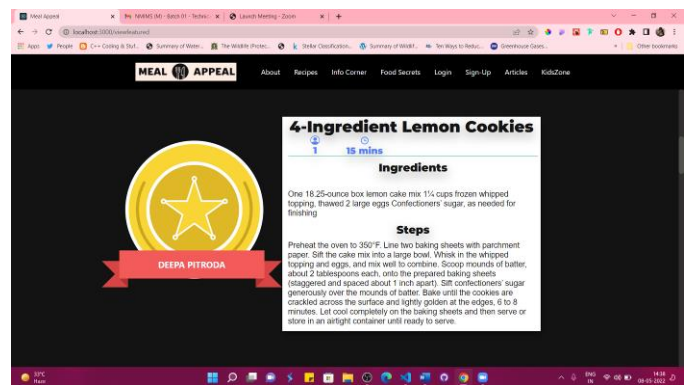 Meal Appeal
NMIMS (M) - Batch 01 - Technic
Launch Meeting - Zoom
localhost:3000/viewfeatured
Apps
People
C++ Coding & Stuf...
Summary of Water...
The Wildlife (Protec...
Stellar Classification...
Summary of Wildlif...
Ten Ways to Reduc...
Greenhouse Gases...
Other bookmarks
MEAL APPEAL
About Recipes Info Corner Food Secrets Login Sign-Up Articles KidsZone
4-Ingredient Lemon Cookies
1 15 mins
Ingredients
One 18.25-ounce box lemon cake mix 1¼ cups frozen whipped
topping, thawed 2 large eggs Confectioners' sugar, as needed for
finishing
Steps
Preheat the oven to 350°F. Line two baking sheets with parchment
paper. Sift the cake mix into a large bowl. Whisk in the whipped
topping and eggs, and mix well to combine. Scoop mounds of batter,
about 2 tablespoons each, onto the prepared baking sheets
(staggered and spaced about 1 inch apart). Sift confectioners' sugar
generously over the mounds of batter. Bake until the cookies are
crackled across the surface and lightly golden at the edges, 6 to 8
minutes. Let cool completely on the baking sheets and then serve or
store in an airtight container until ready to serve.
DEEPA PITRODA
33°C
Haze
ENG
IN
14:38
08-05-2022